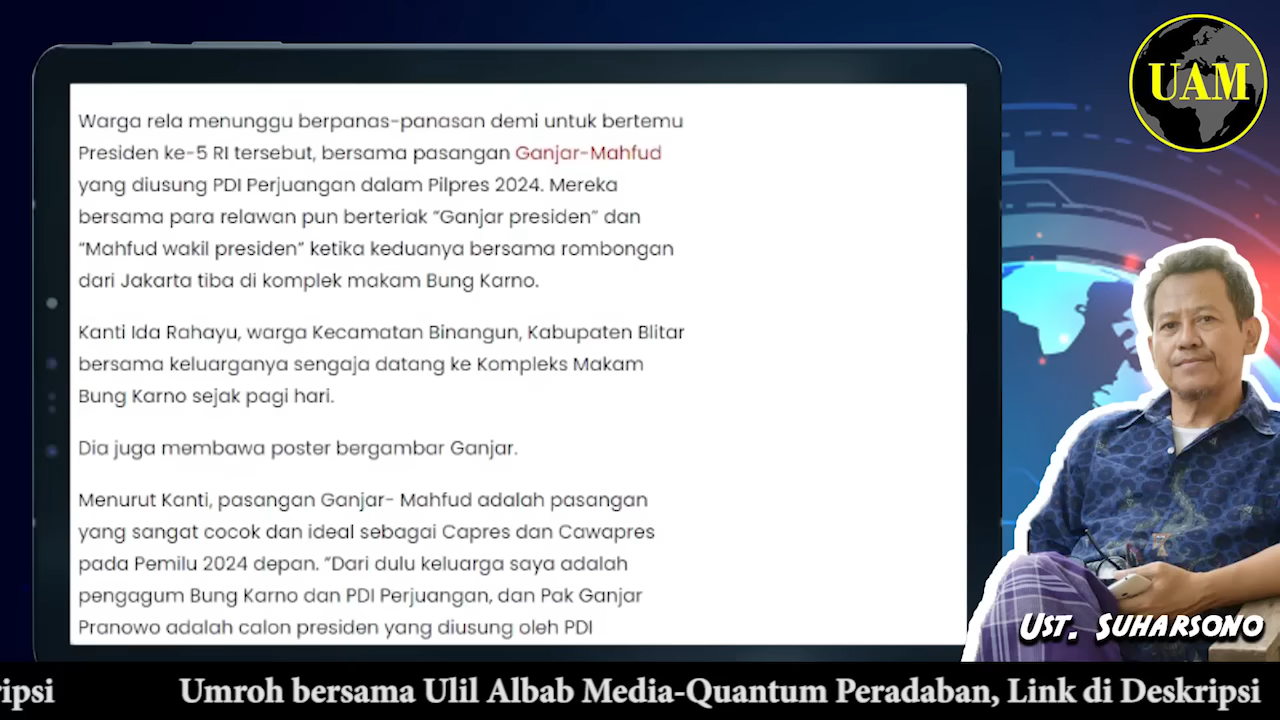 UAM
Warga rela menunggu berpanas-panasan demi untuk bertemu
Presiden ke-5 RI tersebut, bersama pasangan Ganjar-Mahfud
yang diusung PDI Perjuangan dalam Pilpres 2024. Mereka
bersama para relawan pun berteriak “Ganjar presiden” dan
“Mahfud wakil presiden” ketika keduanya bersama rombongan
dari Jakarta tiba di komplek makam Bung Karno.
Kanti Ida Rahayu, warga Kecamatan Binangun, Kabupaten Blitar
bersama keluarganya sengaja datang ke Kompleks Makam
Bung Karno sejak pagi hari.
Dia juga membawa poster bergambar Ganjar.
Menurut Kanti, pasangan Ganjar- Mahfud adalah pasangan
yang sangat cocok dan ideal sebagai Capres dan Cawapres
pada Pemilu 2024 depan. “Dari dulu keluarga saya adalah
pengagum Bung Karno dan PDI Perjuangan, dan Pak Ganjar
Pranowo adalah calon presiden yang diusung oleh PDI
Ust. Suharsono
ripsi Umroh bersama Ulil Albab Media-Quantum Peradaban, Link di Deskripsi